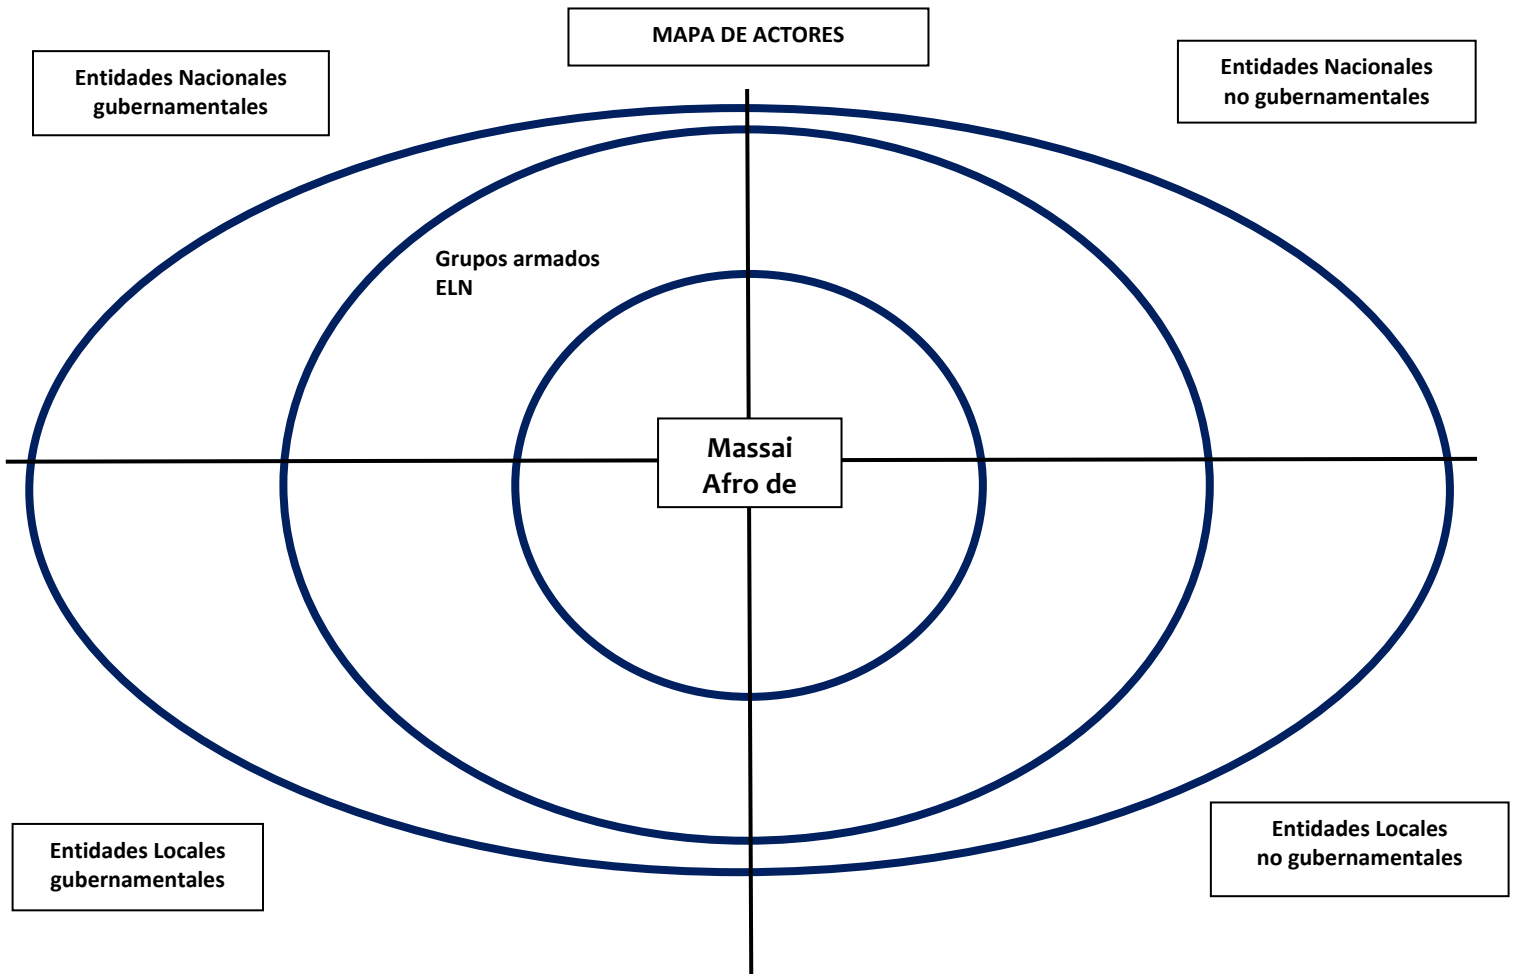 MAPA DE ACTORES
Entidades Nacionales
gubernamentales
Entidades Nacionales
no gubernamentales
Grupos armados
ELN
Massai
Afro de
Entidades Locales
gubernamentales
Entidades Locales
no gubernamentales